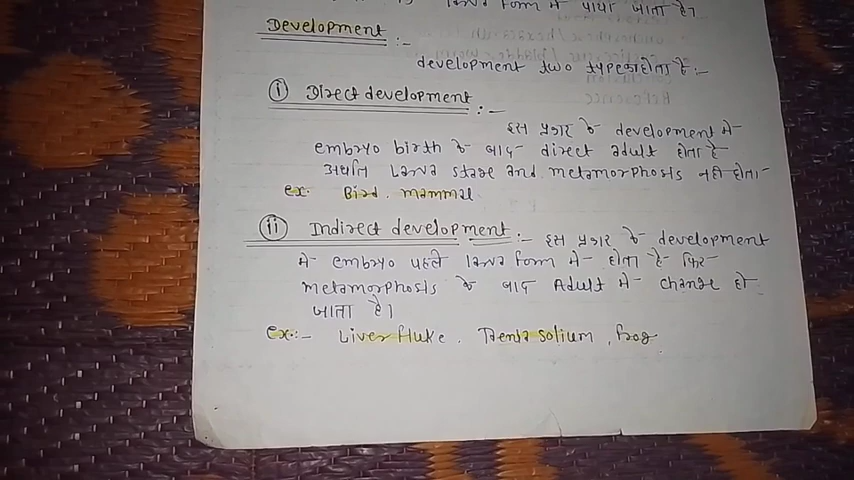 larva form मे पाया जाता है।
Development :-
development two typeका होता है:-
(i) Direct development :-
इस प्रकार के development मे
embryo birth के बाद direct adult होता है
अर्थात Larva stage and metamorphosis नही होता-
ex: Bird. mammal
(ii) Indirect development :- इस प्रकार के development
मे embryo पहले larva form मे होता है फिर
metamorphosis के बाद Adult मे change हो
जाता है।
ex:- Liver fluke. Taenia solium, frog